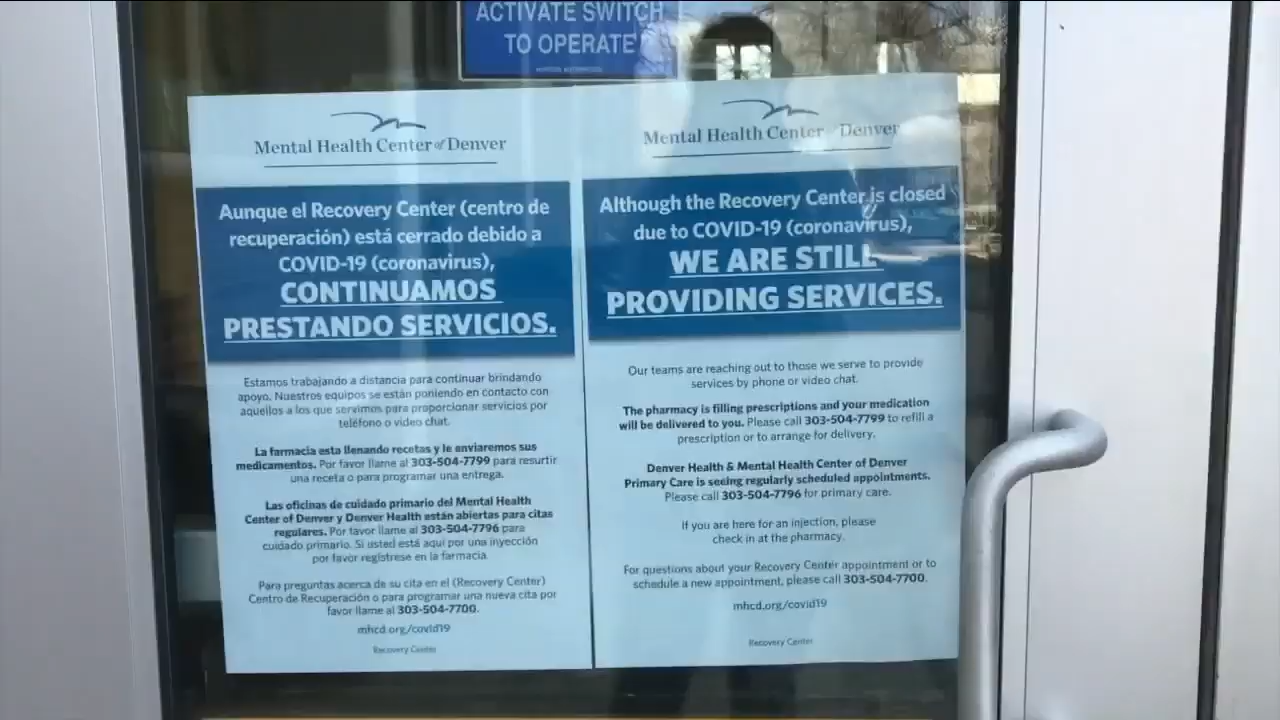 ACTIVATE SWITCH
TO OPERATE
Mental Health Center of Denver
Aunque el Recovery Center (centro de
recuperación) está cerrado debido a
COVID-19 (coronavirus),
CONTINUAMOS
PRESTANDO SERVICIOS.
Estamos trabajando a distancia para continuar brindando
apoyo. Nuestros equipos se están poniendo en contacto con
aquellos a los que servimos para proporcionar servicios por
teléfono o video chat.
La farmacia esta llenando recetas y le enviaremos sus
medicamentos. Por favor llame al 303-504-7799 para resurtir
una receta o para programar una entrega.
Las oficinas de cuidado primario del Mental Health
Center of Denver y Denver Health están abiertas para citas
regulares. Por favor llame al 303-504-7796 para
cuidado primario. Si usted está aquí por una inyección
por favor regístrese en la farmacia.
Para preguntas acerca de su cita en el (Recovery Center)
Centro de Recuperación o para programar una nueva cita por
favor llame al 303-504-7700.
mhcd.org/covid19
Recovery Center
Mental Health Center Denver
Although the Recovery Center is closed
due to COVID-19 (coronavirus),
WE ARE STILL
PROVIDING SERVICES.
Our teams are reaching out to those we serve to provide
services by phone or video chat.
The pharmacy is filling prescriptions and your medication
will be delivered to you. Please call 303-504-7799 to refill a
prescription or to arrange for delivery.
Denver Health & Mental Health Center of Denver
Primary Care is seeing regularly scheduled appointments.
Please call 303-504-7796 for primary care.
If you are here for an injection, please
check in at the pharmacy.
For questions about your Recovery Center appointment or to
schedule a new appointment, please call 303-504-7700.
mhcd.org/covid19
Recovery Center